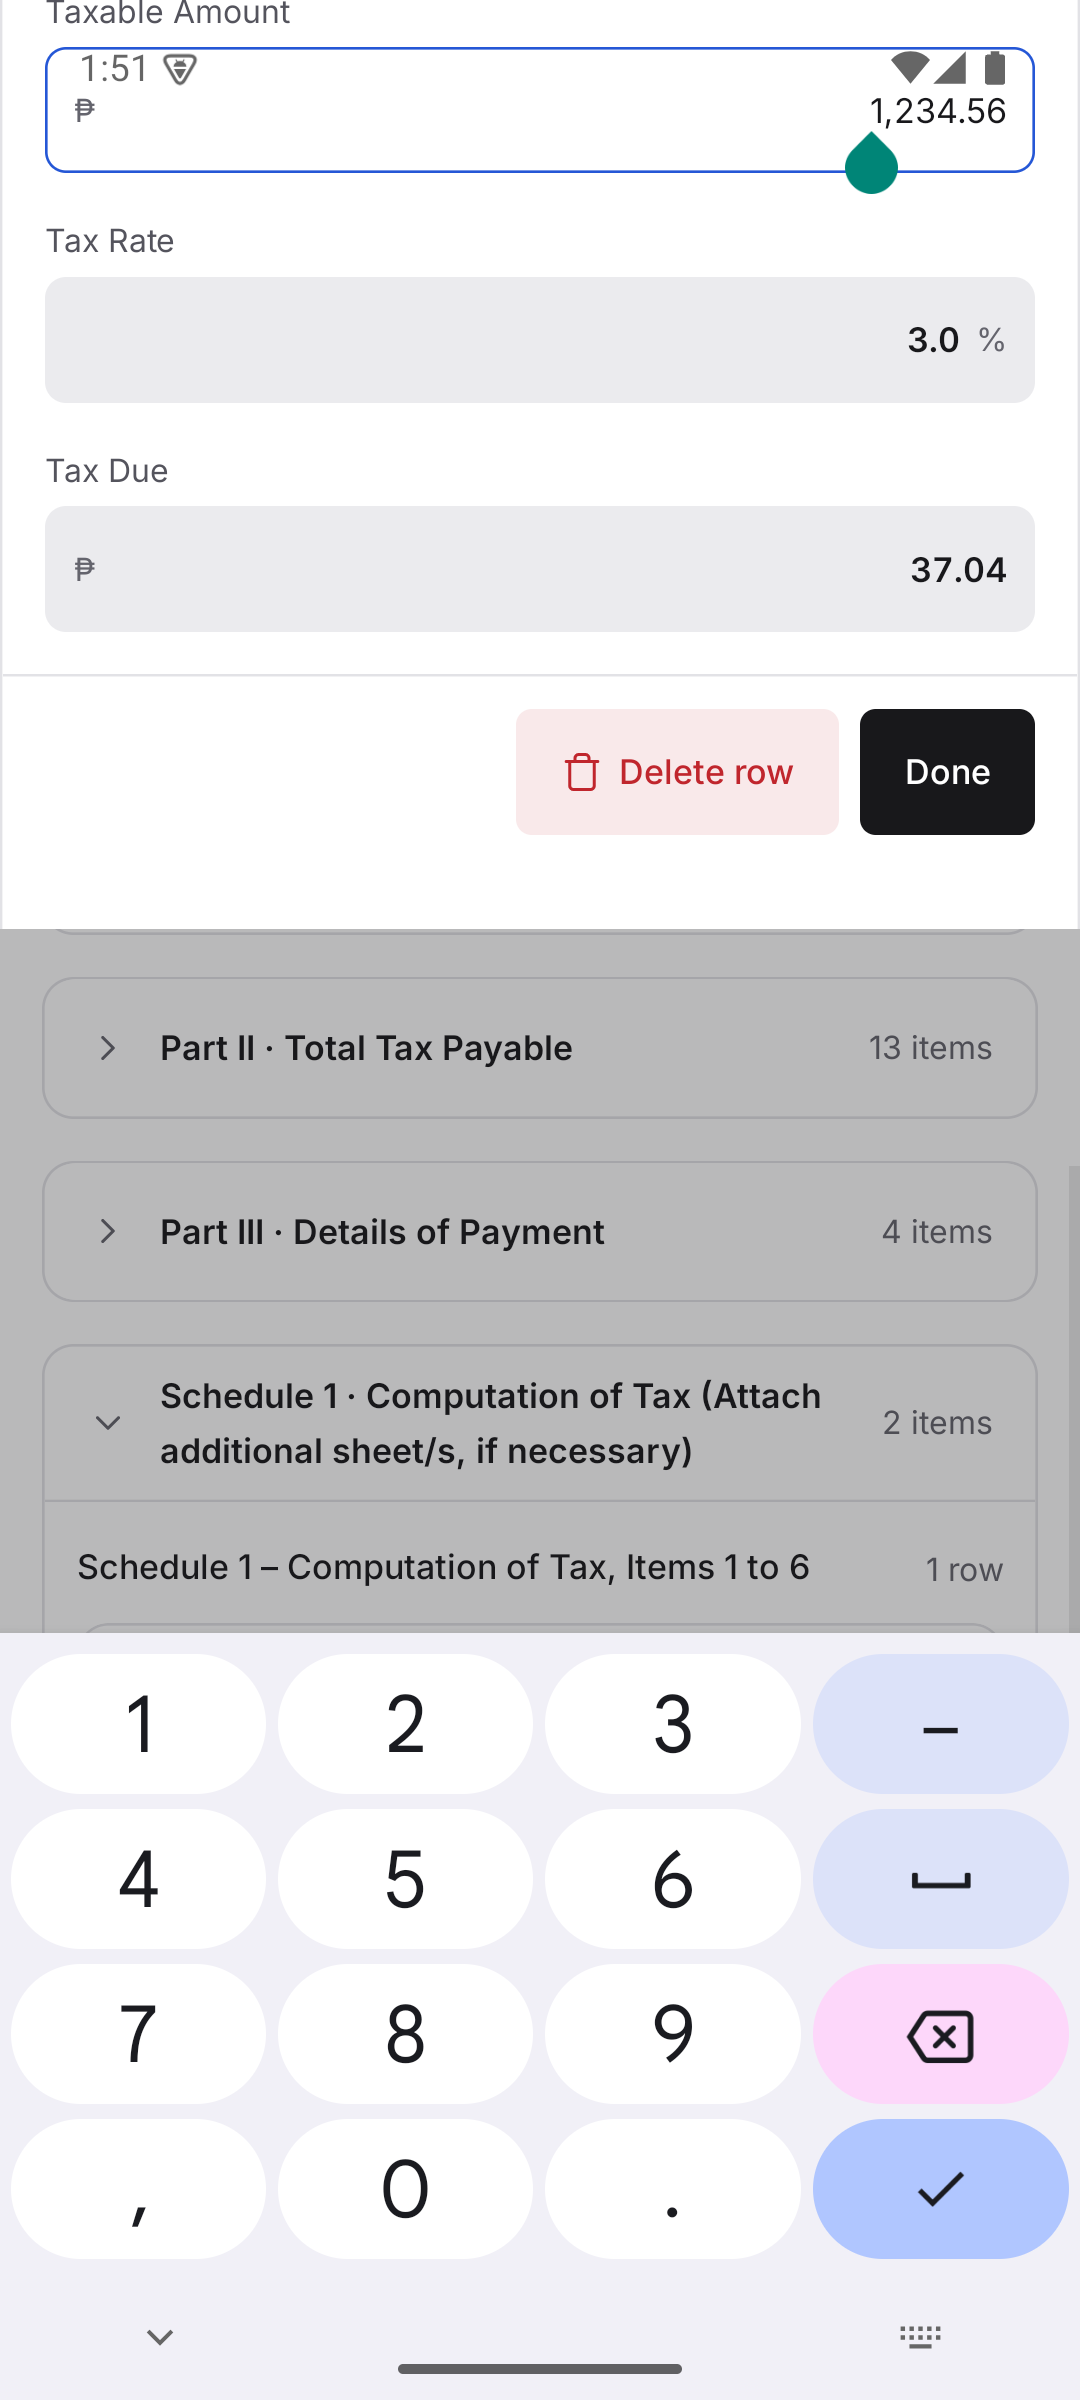 Taxable Amount
1:51
₱ 1,234.56
Tax Rate
3.0 %
Tax Due
₱ 37.04
Delete row
Done
Part II · Total Tax Payable
13 items
Part III · Details of Payment
4 items
Schedule 1 · Computation of Tax (Attach
additional sheet/s, if necessary)
2 items
Schedule 1 – Computation of Tax, Items 1 to 6
1 row
1 2 3 –
4 5 6
7 8 9
, 0 .